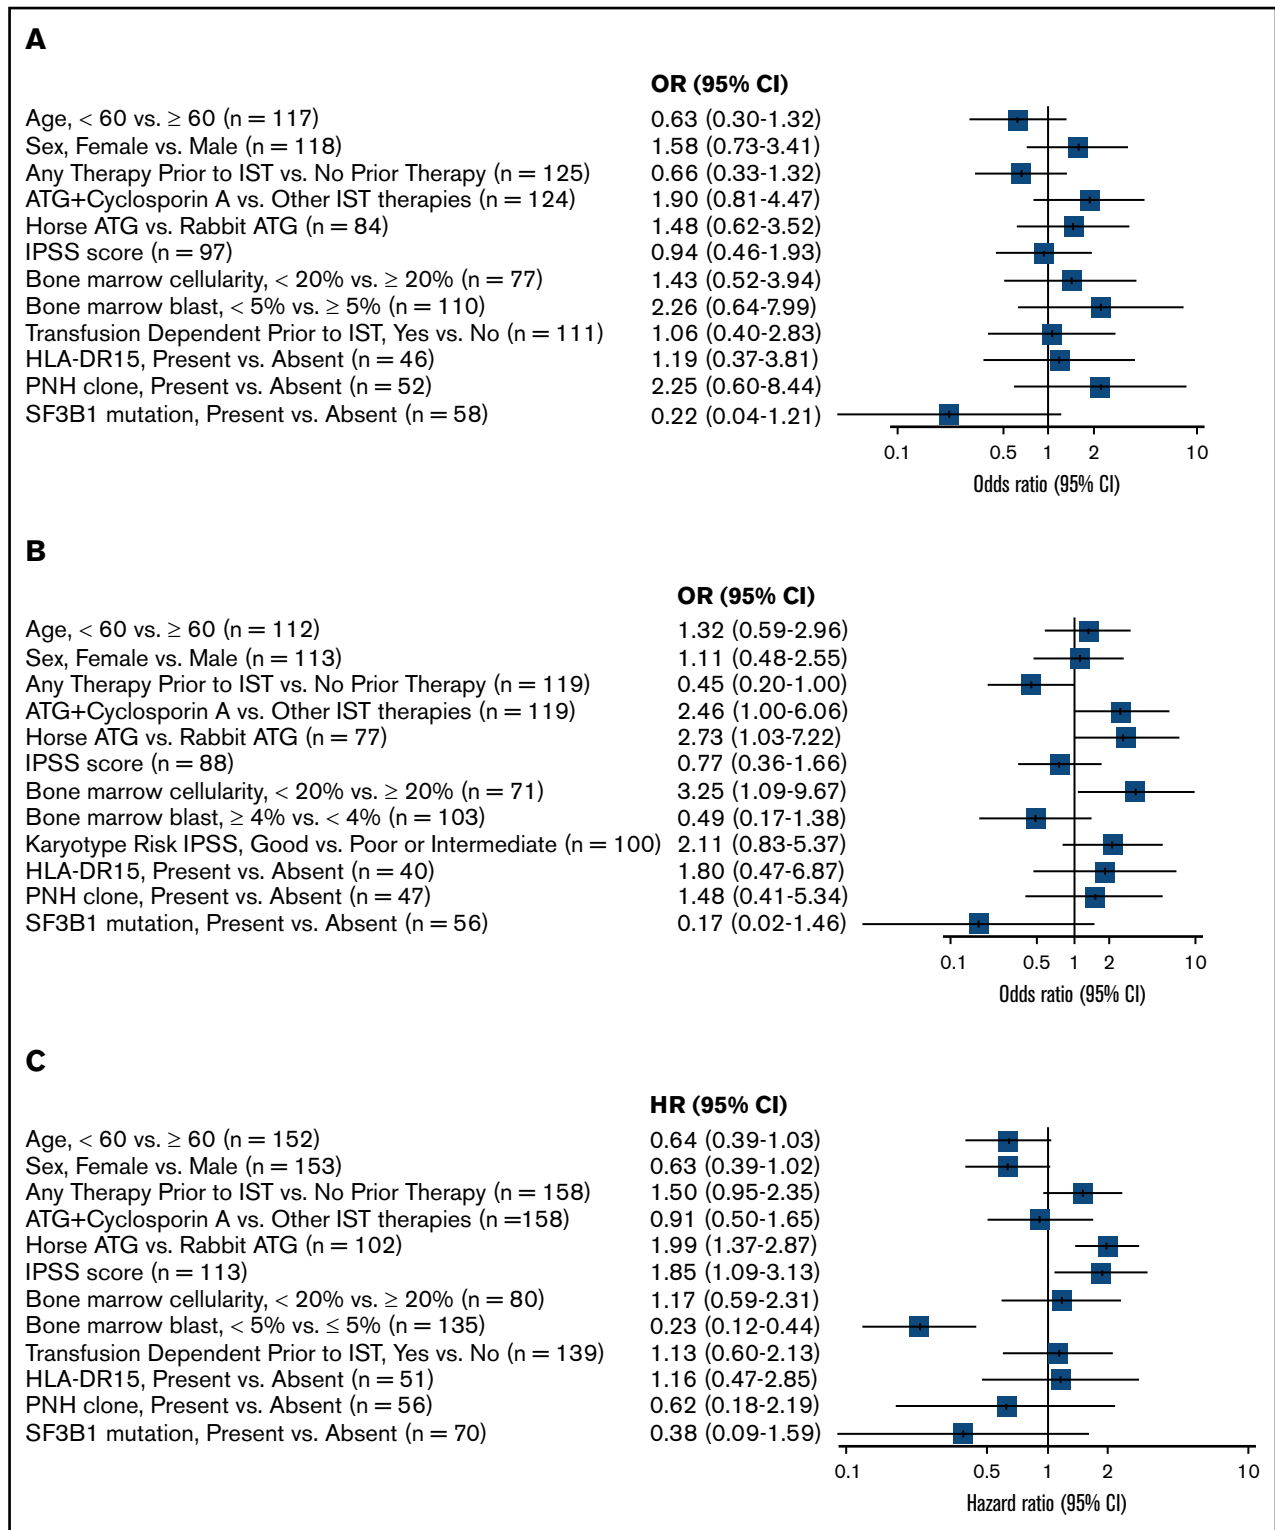 A
OR (95% CI)
Age, < 60 vs. ≥ 60 (n = 117) 0.63 (0.30-1.32)
Sex, Female vs. Male (n = 118) 1.58 (0.73-3.41)
Any Therapy Prior to IST vs. No Prior Therapy (n = 125) 0.66 (0.33-1.32)
ATG+Cyclosporin A vs. Other IST therapies (n = 124) 1.90 (0.81-4.47)
Horse ATG vs. Rabbit ATG (n = 84) 1.48 (0.62-3.52)
IPSS score (n = 97) 0.94 (0.46-1.93)
Bone marrow cellularity, < 20% vs. ≥ 20% (n = 77) 1.43 (0.52-3.94)
Bone marrow blast, < 5% vs. ≥ 5% (n = 110) 2.26 (0.64-7.99)
Transfusion Dependent Prior to IST, Yes vs. No (n = 111) 1.06 (0.40-2.83)
HLA-DR15, Present vs. Absent (n = 46) 1.19 (0.37-3.81)
PNH clone, Present vs. Absent (n = 52) 2.25 (0.60-8.44)
SF3B1 mutation, Present vs. Absent (n = 58) 0.22 (0.04-1.21)
0.1 0.5 1 2 10
Odds ratio (95% CI)
B
OR (95% CI)
Age, < 60 vs. ≥ 60 (n = 112) 1.32 (0.59-2.96)
Sex, Female vs. Male (n = 113) 1.11 (0.48-2.55)
Any Therapy Prior to IST vs. No Prior Therapy (n = 119) 0.45 (0.20-1.00)
ATG+Cyclosporin A vs. Other IST therapies (n = 119) 2.46 (1.00-6.06)
Horse ATG vs. Rabbit ATG (n = 77) 2.73 (1.03-7.22)
IPSS score (n = 88) 0.77 (0.36-1.66)
Bone marrow cellularity, < 20% vs. ≥ 20% (n = 71) 3.25 (1.09-9.67)
Bone marrow blast, ≥ 4% vs. < 4% (n = 103) 0.49 (0.17-1.38)
Karyotype Risk IPSS, Good vs. Poor or Intermediate (n = 100) 2.11 (0.83-5.37)
HLA-DR15, Present vs. Absent (n = 40) 1.80 (0.47-6.87)
PNH clone, Present vs. Absent (n = 47) 1.48 (0.41-5.34)
SF3B1 mutation, Present vs. Absent (n = 56) 0.17 (0.02-1.46)
0.1 0.5 1 2 10
Odds ratio (95% CI)
C
HR (95% CI)
Age, < 60 vs. ≥ 60 (n = 152) 0.64 (0.39-1.03)
Sex, Female vs. Male (n = 153) 0.63 (0.39-1.02)
Any Therapy Prior to IST vs. No Prior Therapy (n = 158) 1.50 (0.95-2.35)
ATG+Cyclosporin A vs. Other IST therapies (n =158) 0.91 (0.50-1.65)
Horse ATG vs. Rabbit ATG (n = 102) 1.99 (1.37-2.87)
IPSS score (n = 113) 1.85 (1.09-3.13)
Bone marrow cellularity, < 20% vs. ≥ 20% (n = 80) 1.17 (0.59-2.31)
Bone marrow blast, < 5% vs. ≤ 5% (n = 135) 0.23 (0.12-0.44)
Transfusion Dependent Prior to IST, Yes vs. No (n = 139) 1.13 (0.60-2.13)
HLA-DR15, Present vs. Absent (n = 51) 1.16 (0.47-2.85)
PNH clone, Present vs. Absent (n = 56) 0.62 (0.18-2.19)
SF3B1 mutation, Present vs. Absent (n = 70) 0.38 (0.09-1.59)
0.1 0.5 1 2 10
Hazard ratio (95% CI)